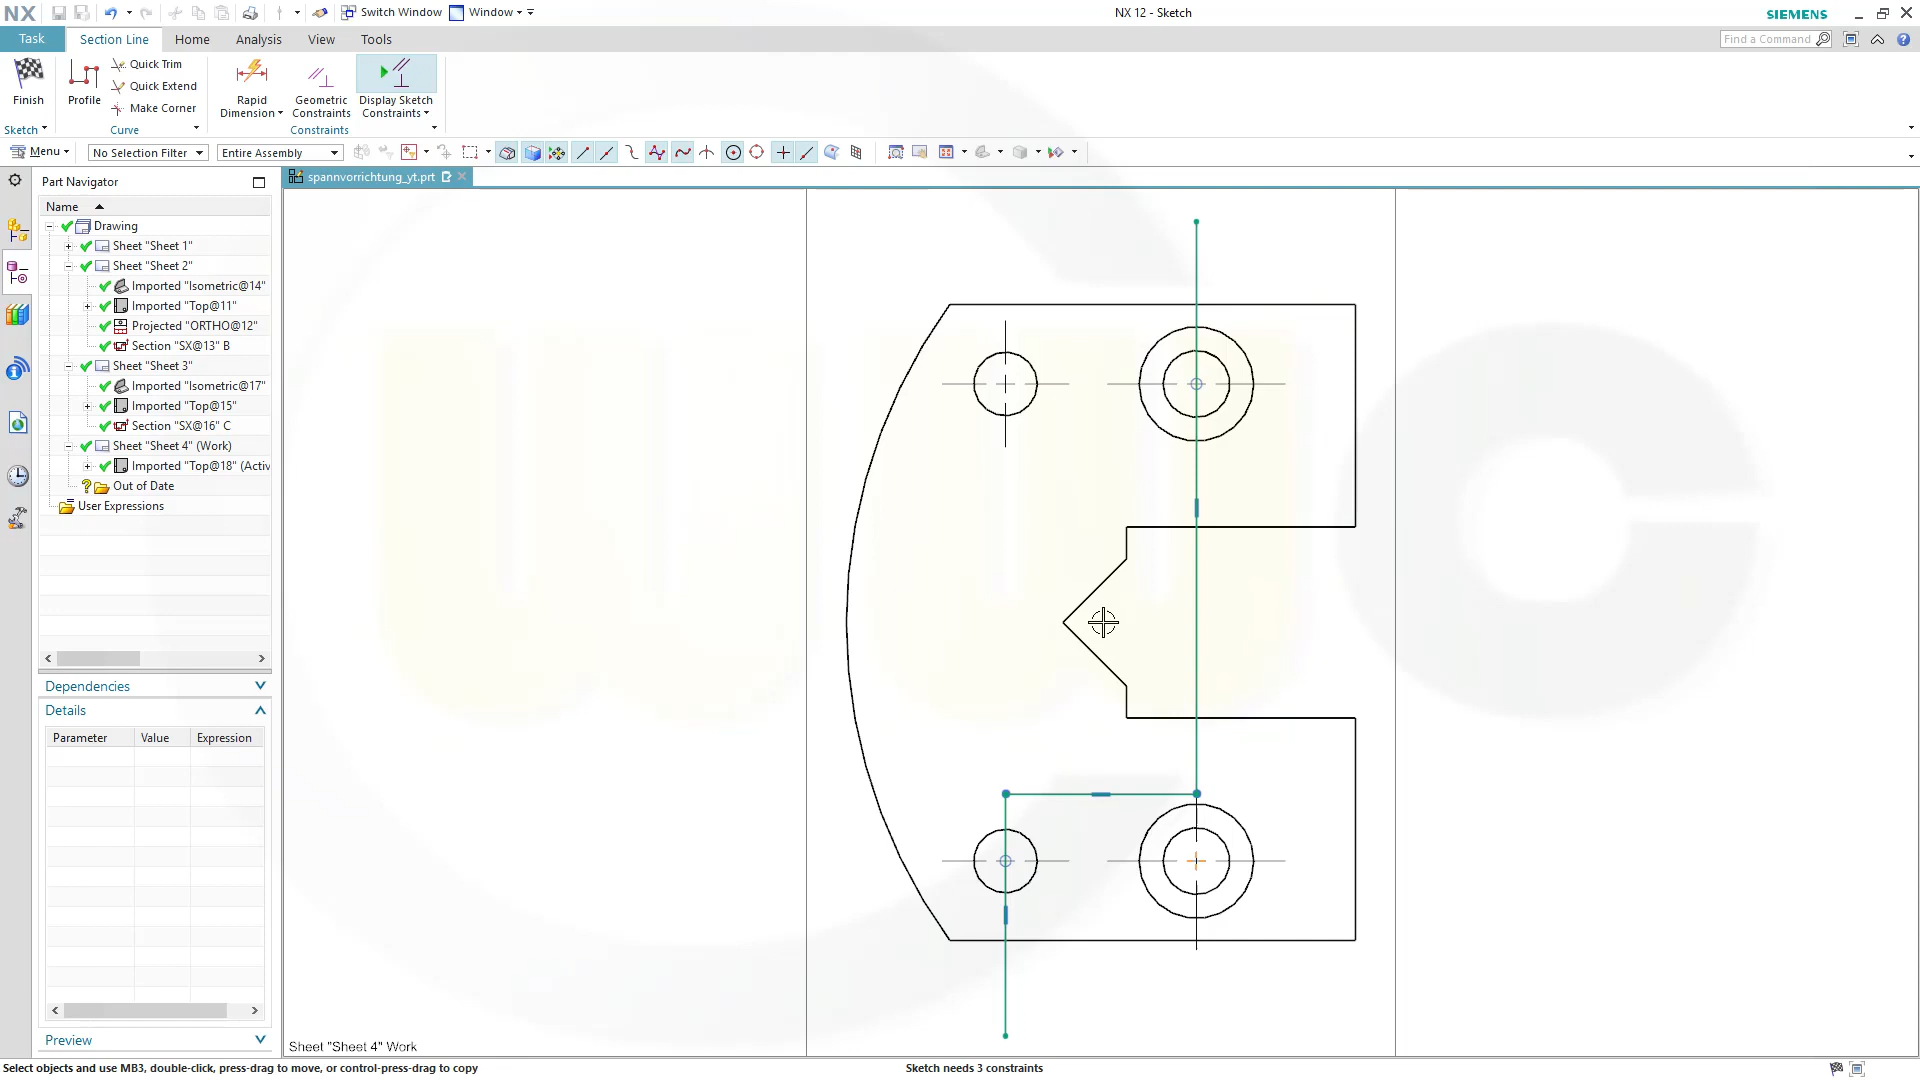 NX
Switch Window
Window
NX 12 - Sketch
SIEMENS
Task
Section Line
Home
Analysis
View
Tools
Find a Command
Finish
Profile
Quick Trim
Quick Extend
Make Corner
Rapid Dimension
Geometric Constraints
Display Sketch Constraints
Sketch
Curve
Constraints
Menu
No Selection Filter
Entire Assembly
Part Navigator
spannvorrichtung_yt.prt
Name
Drawing
Sheet "Sheet 1"
Sheet "Sheet 2"
Imported "Isometric@14"
Imported "Top@11"
Projected "ORTHO@12"
Section "SX@13" B
Sheet "Sheet 3"
Imported "Isometric@17"
Imported "Top@15"
Section "SX@16" C
Sheet "Sheet 4" (Work)
Imported "Top@18" (Activ
Out of Date
User Expressions
Dependencies
Details
Parameter Value Expression
Preview
Sheet "Sheet 4" Work
Select objects and use MB3, double-click, press-drag to move, or control-press-drag to copy
Sketch needs 3 constraints